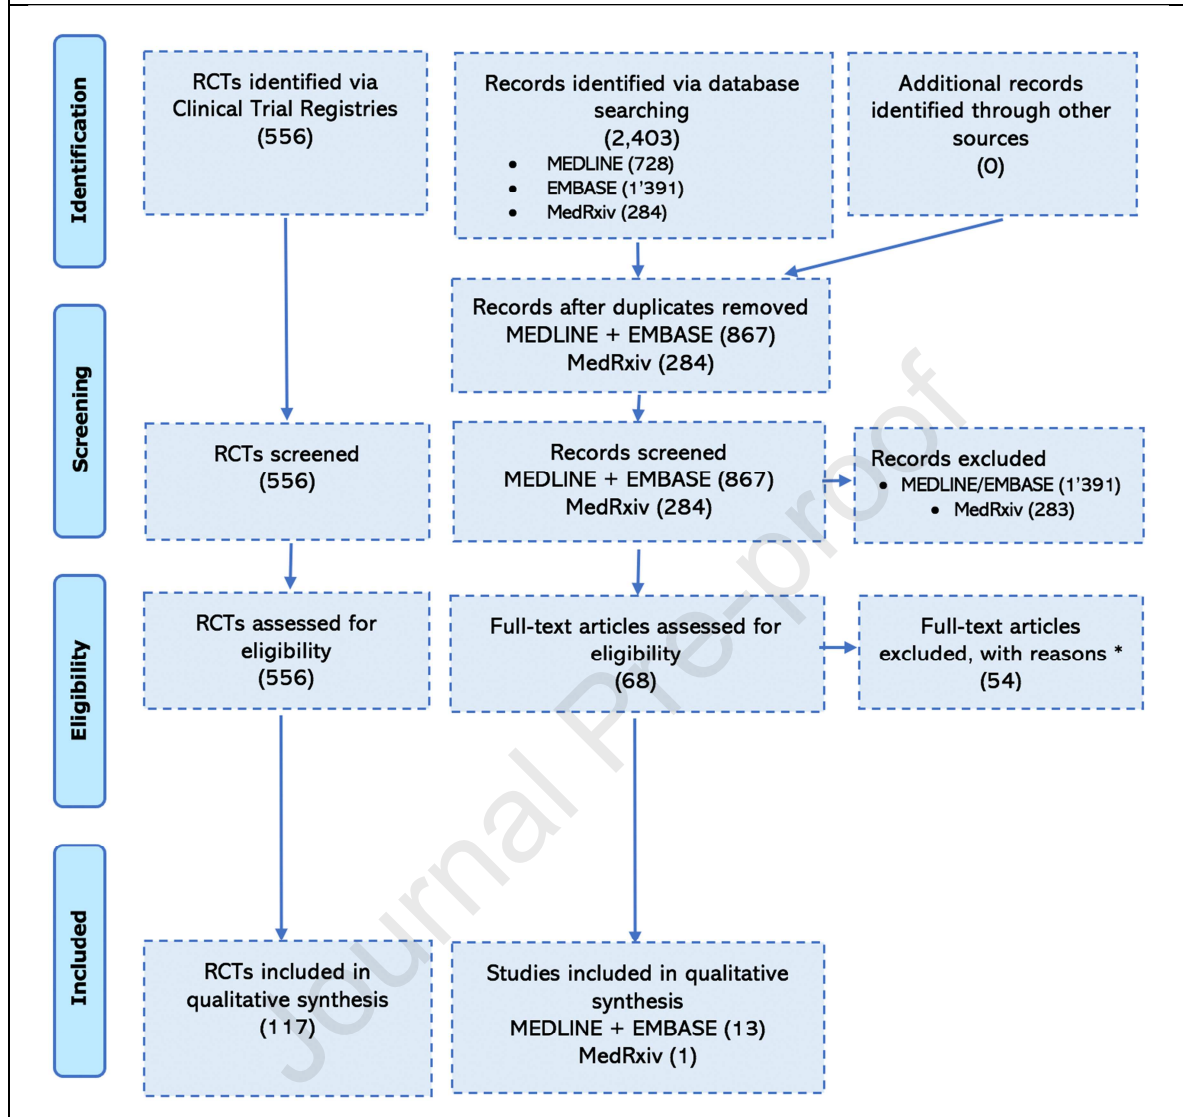 Identification
RCTs identified via
Clinical Trial Registries
(556)
Records identified via database
searching
(2,403)
• MEDLINE (728)
• EMBASE (1'391)
• MedRxiv (284)
Additional records
identified through other
sources
(0)
Screening
Records after duplicates removed
MEDLINE + EMBASE (867)
MedRxiv (284)
RCTs screened
(556)
Records screened
MEDLINE + EMBASE (867)
MedRxiv (284)
Records excluded
• MEDLINE/EMBASE (1'391)
• MedRxiv (283)
Eligibility
RCTs assessed for
eligibility
(556)
Full-text articles assessed for
eligibility
(68)
Full-text articles
excluded, with reasons *
(54)
Included
RCTs included in
qualitative synthesis
(117)
Studies included in qualitative
synthesis
MEDLINE + EMBASE (13)
MedRxiv (1)
Journal Pre-proof